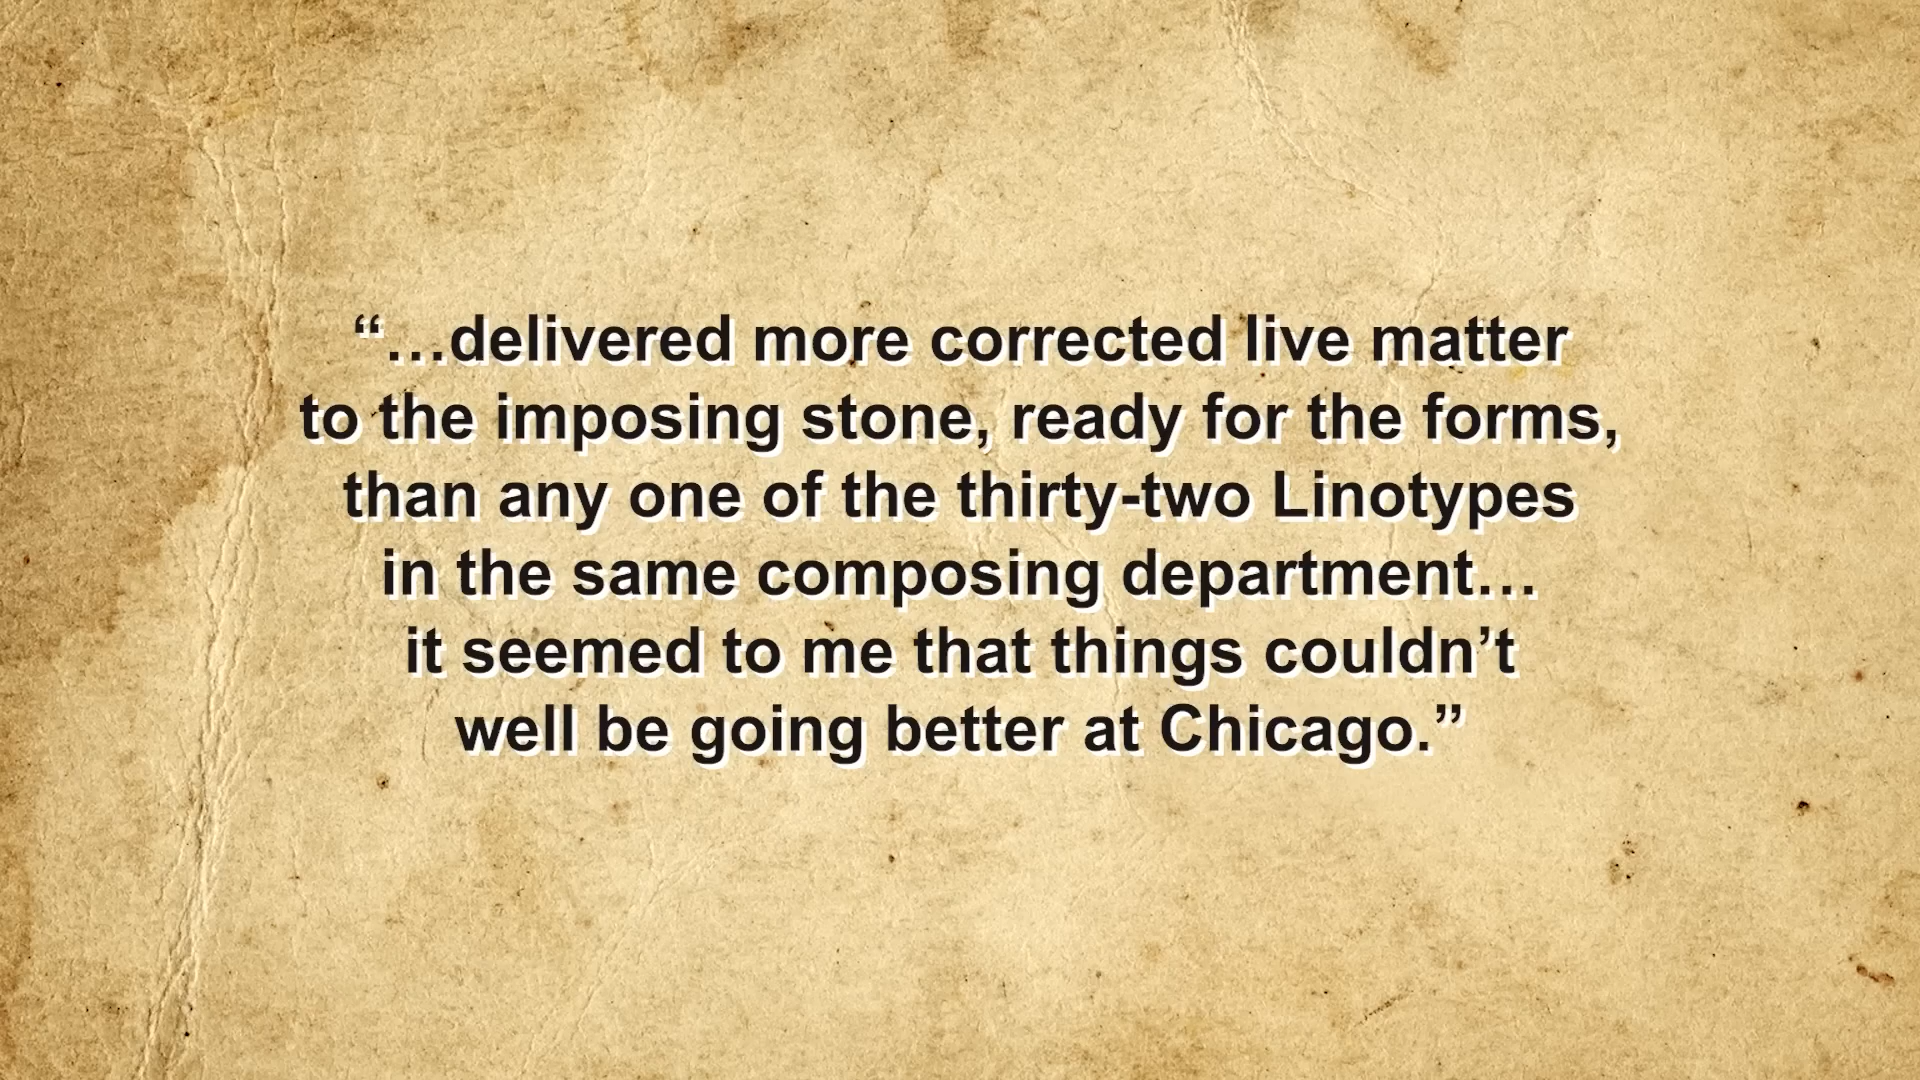 “…delivered more corrected live matter
to the imposing stone, ready for the forms,
than any one of the thirty-two Linotypes
in the same composing department…
it seemed to me that things couldn’t
well be going better at Chicago.”